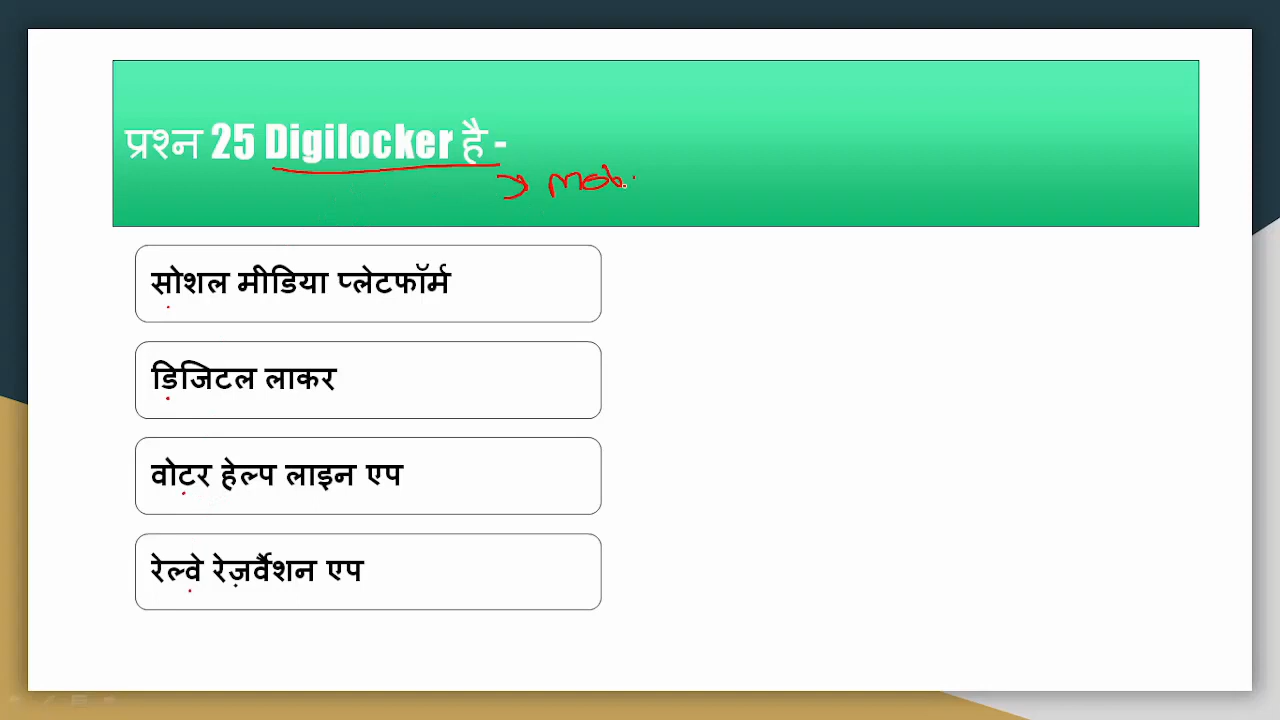 प्रश्न 25 Digilocker है -
→ mob
सोशल मीडिया प्लेटफॉर्म
डिजिटल लाकर
वोटर हेल्प लाइन एप
रेल्वे रेज़र्वैशन एप